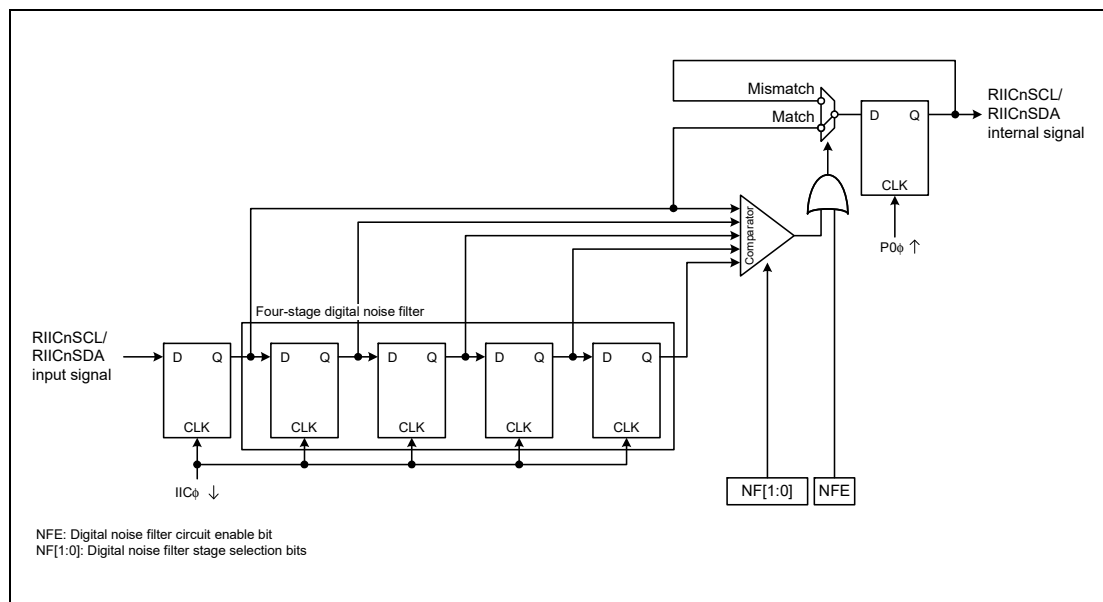 Mismatch
Match
D Q
CLK
P0ϕ ↑
RIICnSCL/
RIICnSDA
internal signal
Comparator
Four-stage digital noise filter
RIICnSCL/
RIICnSDA
input signal
D Q
CLK
D Q
CLK
D Q
CLK
D Q
CLK
D Q
CLK
IICϕ ↓
NF[1:0]
NFE
NFE: Digital noise filter circuit enable bit
NF[1:0]: Digital noise filter stage selection bits